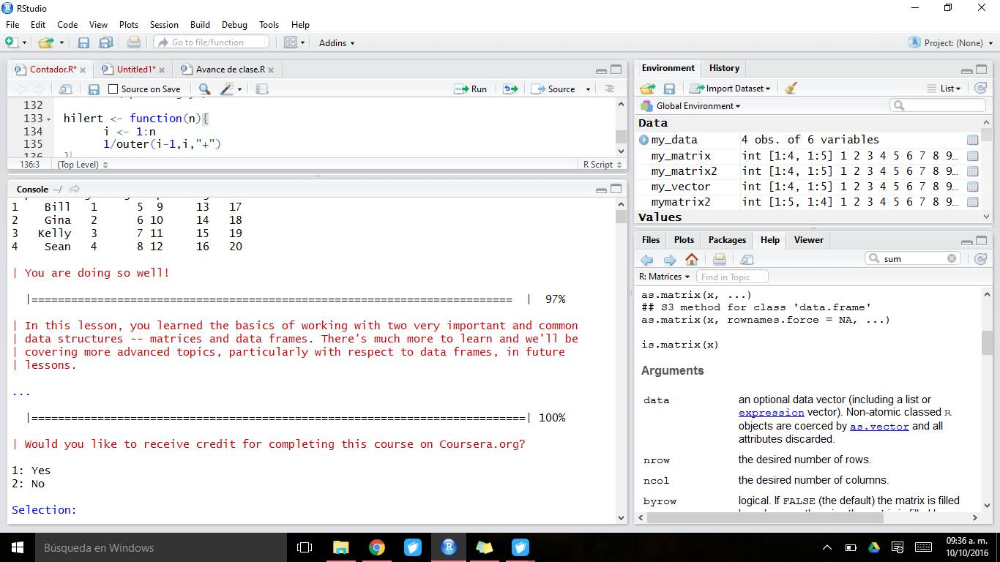 RStudio
File Edit Code View Plots Session Build Debug Tools Help
Go to file/function Addins Project: (None)
Contador.R* Untitled1* Avance de clase.R
Source on Save Run Source
132
133 hilert <- function(n){
134 i <- 1:n
135 1/outer(i-1,i,"+")
136 }
136:3 (Top Level) R Script
Console ~/
1 Bill 1 5 9 13 17
2 Gina 2 6 10 14 18
3 Kelly 3 7 11 15 19
4 Sean 4 8 12 16 20
| You are doing so well!
|========================================================================= | 97%
| In this lesson, you learned the basics of working with two very important and common
| data structures -- matrices and data frames. There's much more to learn and we'll be
| covering more advanced topics, particularly with respect to data frames, in future
| lessons.
...
|===========================================================================| 100%
| Would you like to receive credit for completing this course on Coursera.org?
1: Yes
2: No
Selection:
Environment History
Import Dataset List
Global Environment
Data
my_data 4 obs. of 6 variables
my_matrix int [1:4, 1:5] 1 2 3 4 5 6 7 8 9…
my_matrix2 int [1:4, 1:5] 1 2 3 4 5 6 7 8 9…
my_vector int [1:4, 1:5] 1 2 3 4 5 6 7 8 9…
mymatrix2 int [1:5, 1:4] 1 2 3 4 5 6 7 8 9…
Values
Files Plots Packages Help Viewer
sum
R: Matrices Find in Topic
as.matrix(x, ...)
## S3 method for class 'data.frame'
as.matrix(x, rownames.force = NA, ...)
is.matrix(x)
Arguments
data an optional data vector (including a list or
expression vector). Non-atomic classed R
objects are coerced by as.vector and all
attributes discarded.
nrow the desired number of rows.
ncol the desired number of columns.
byrow logical. If FALSE (the default) the matrix is filled
Búsqueda en Windows
09:36 a. m.
10/10/2016